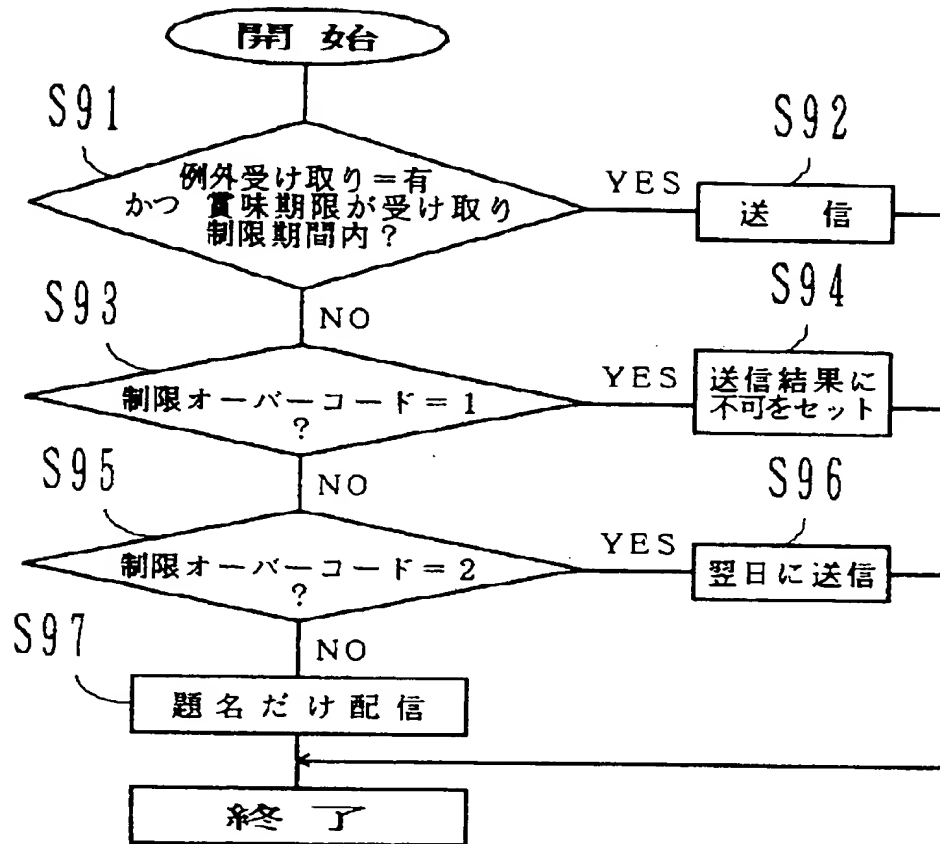 開始
S91
例外受け取り＝有
かつ 賞味期限が受け取り
制限期間内？
YES
S92
送信
NO
S93
制限オーバーコード＝1
？
YES
S94
送信結果に
不可をセット
NO
S95
制限オーバーコード＝2
？
YES
S96
翌日に送信
NO
S97
題名だけ配信
終了